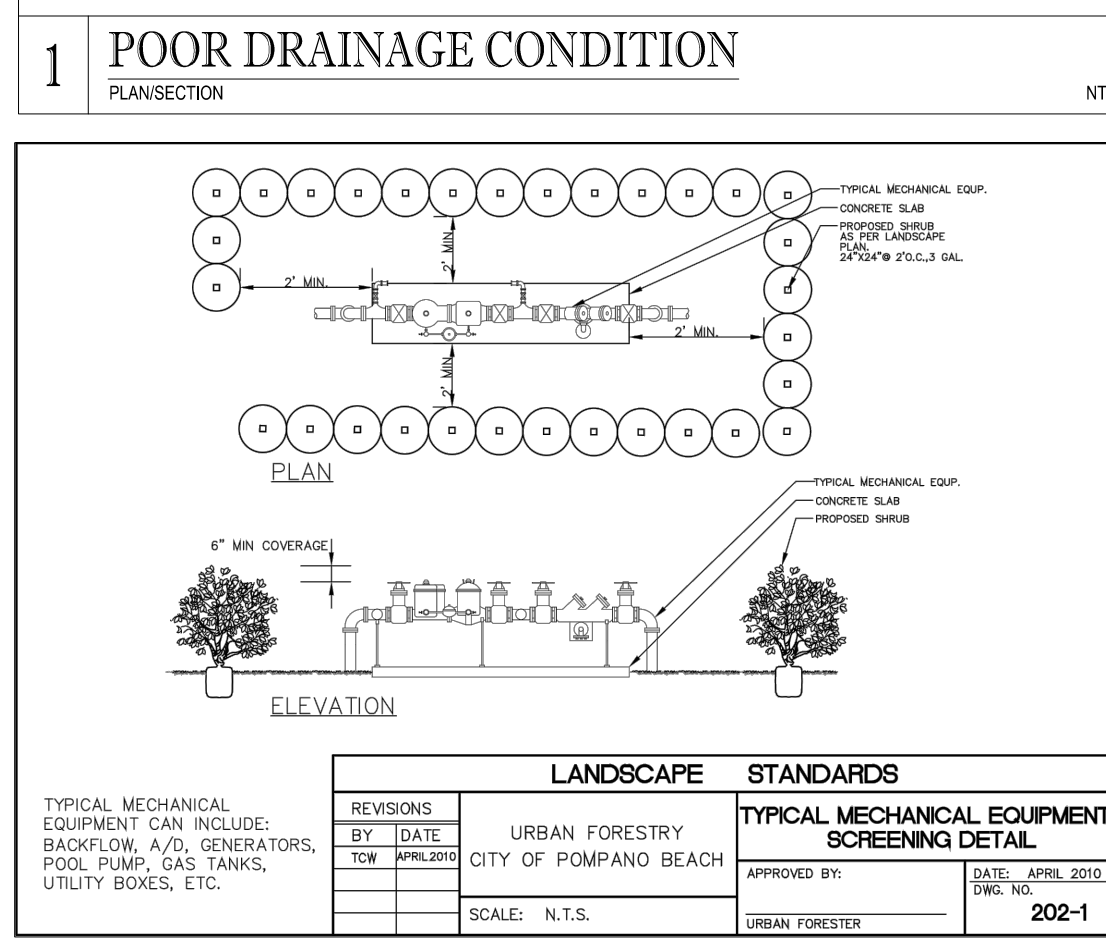 1
POOR DRAINAGE CONDITION
PLAN/SECTION
NT
TYPICAL MECHANICAL EQUP.
CONCRETE SLAB
PROPOSED SHRUB
AS PER LANDSCAPE
PLAN.
24"X24"@ 2'O.C.,3 GAL.
2' MIN.
2' MIN.
2' MIN.
2' MIN.
PLAN
TYPICAL MECHANICAL EQUP.
CONCRETE SLAB
PROPOSED SHRUB
6" MIN COVERAGE
ELEVATION
TYPICAL MECHANICAL
EQUIPMENT CAN INCLUDE:
BACKFLOW, A/D, GENERATORS,
POOL PUMP, GAS TANKS,
UTILITY BOXES, ETC.
LANDSCAPE STANDARDS
REVISIONS
BY DATE
TCW APRIL 2010
URBAN FORESTRY
CITY OF POMPANO BEACH
SCALE: N.T.S.
TYPICAL MECHANICAL EQUIPMENT
SCREENING DETAIL
APPROVED BY:
URBAN FORESTER
DATE: APRIL 2010
DWG. NO.
202-1